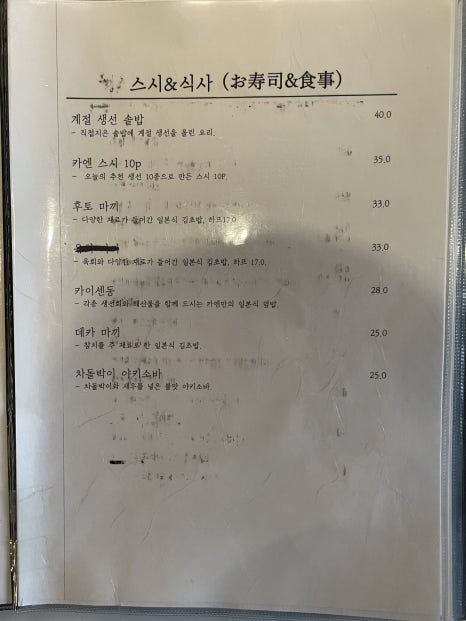 스시&식사 (お寿司&食事)
계절 생선 솥밥 40.0
- 직접지은 솥밥에 계절 생선을 올린 요리.
카엔 스시 10p 35.0
- 오늘의 추천 생선 10종으로 만든 스시 10P.
후토 마끼 33.0
- 다양한 재료가 들어간 일본식 김초밥, 하프17.0
33.0
- 육회와 다양한 재료가 들어간 일본식 김초밥, 하프 17.0.
카이센동 28.0
- 각종 생선회와 해산물을 함께 드시는 카엔만의 일본식 덮밥.
데카 마끼 25.0
- 참치를 주 재료로 한 일본식 김초밥.
차돌박이 야키소바 25.0
- 차돌박이와 새우를 넣은 불맛 야키소바.